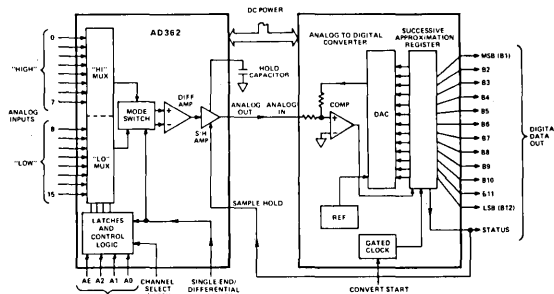 DC POWER
AD362
"HIGH"
ANALOG
INPUTS
"LOW"
0
7
8
15
"HI"
MUX
"LO"
MUX
MODE
SWITCH
DIFF
AMP
S/H
AMP
HOLD
CAPACITOR
ANALOG
OUT
SAMPLE HOLD
LATCHES
AND
CONTROL
LOGIC
AE A2 A1 A0
CHANNEL
SELECT
SINGLE END/
DIFFERENTIAL
ANALOG TO DIGITAL
CONVERTER
SUCCESSIVE
APPROXIMATION
REGISTER
ANALOG
IN
COMP
DAC
REF
GATED
CLOCK
CONVERT START
MSB (B1)
B2
B3
B4
B5
B6
B7
B8
B9
B10
B11
LSB (B12)
STATUS
DIGITA
DATA
OUT